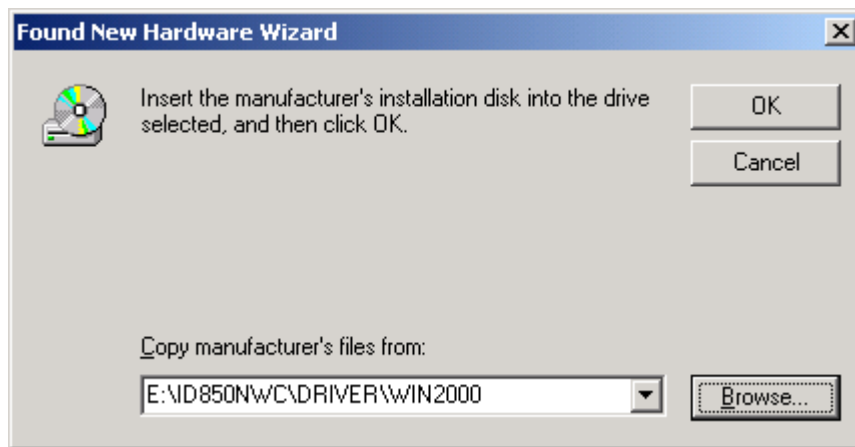 Found New Hardware Wizard
Insert the manufacturer's installation disk into the drive
selected, and then click OK.
OK
Cancel
Copy manufacturer's files from:
E:\ID850NWC\DRIVER\WIN2000
Browse...